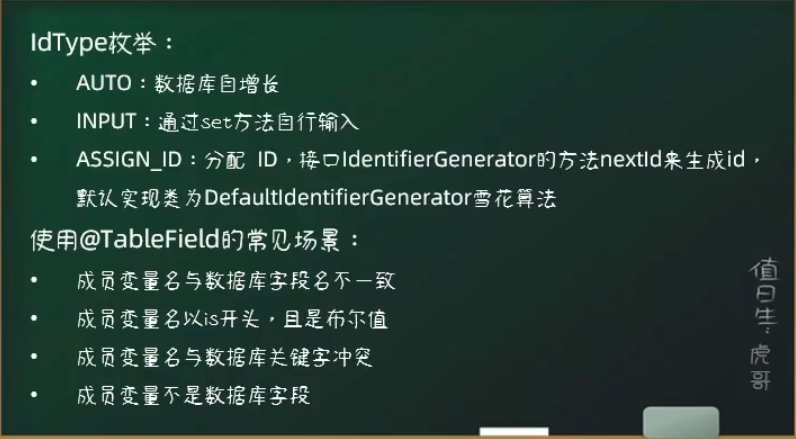 IdType枚举：
• AUTO：数据库自增长
• INPUT：通过set方法自行输入
• ASSIGN_ID：分配 ID，接口IdentifierGenerator的方法nextId来生成id，
默认实现类为DefaultIdentifierGenerator雪花算法
使用@TableField的常见场景：
• 成员变量名与数据库字段名不一致
• 成员变量名以is开头，且是布尔值
• 成员变量名与数据库关键字冲突
• 成员变量不是数据库字段
值日生：虎哥